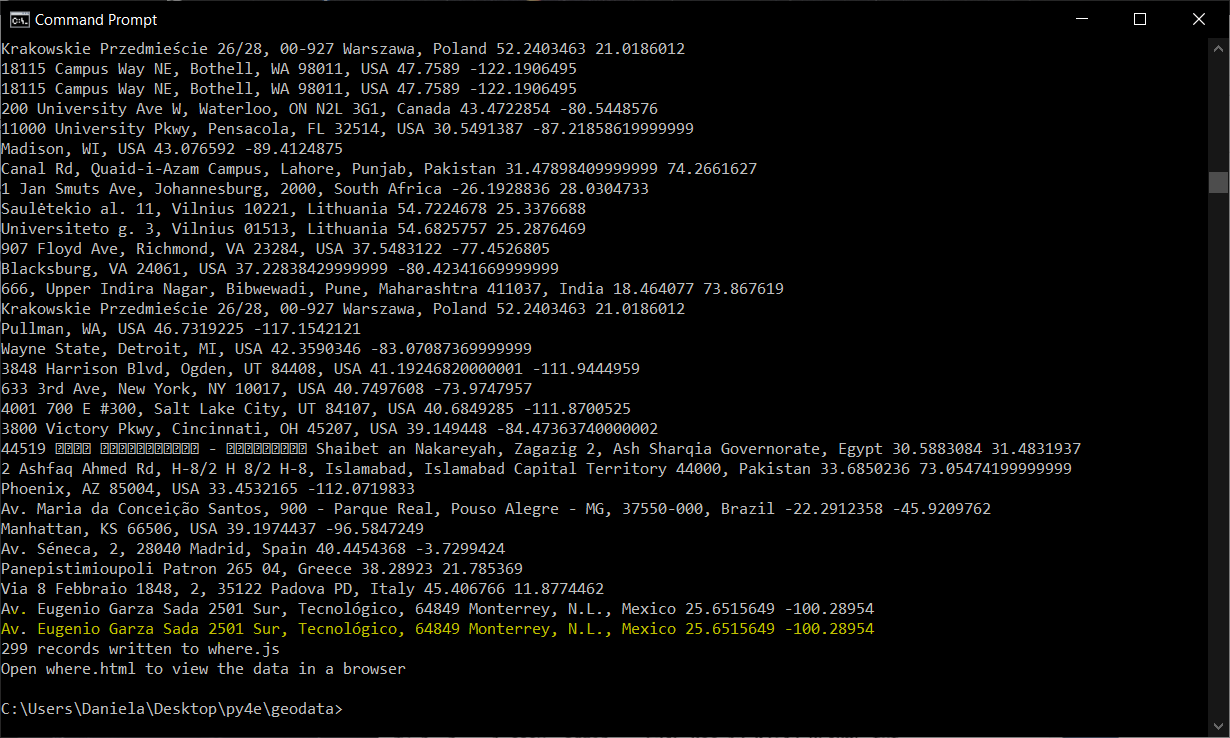 Command Prompt
Krakowskie Przedmieście 26/28, 00-927 Warszawa, Poland 52.2403463 21.0186012
18115 Campus Way NE, Bothell, WA 98011, USA 47.7589 -122.1906495
18115 Campus Way NE, Bothell, WA 98011, USA 47.7589 -122.1906495
200 University Ave W, Waterloo, ON N2L 3G1, Canada 43.4722854 -80.5448576
11000 University Pkwy, Pensacola, FL 32514, USA 30.5491387 -87.21858619999999
Madison, WI, USA 43.076592 -89.4124875
Canal Rd, Quaid-i-Azam Campus, Lahore, Punjab, Pakistan 31.47898409999999 74.2661627
1 Jan Smuts Ave, Johannesburg, 2000, South Africa -26.1928836 28.0304733
Saulėtekio al. 11, Vilnius 10221, Lithuania 54.7224678 25.3376688
Universiteto g. 3, Vilnius 01513, Lithuania 54.6825757 25.2876469
907 Floyd Ave, Richmond, VA 23284, USA 37.5483122 -77.4526805
Blacksburg, VA 24061, USA 37.22838429999999 -80.42341669999999
666, Upper Indira Nagar, Bibwewadi, Pune, Maharashtra 411037, India 18.464077 73.867619
Krakowskie Przedmieście 26/28, 00-927 Warszawa, Poland 52.2403463 21.0186012
Pullman, WA, USA 46.7319225 -117.1542121
Wayne State, Detroit, MI, USA 42.3590346 -83.07087369999999
3848 Harrison Blvd, Ogden, UT 84408, USA 41.19246820000001 -111.9444959
633 3rd Ave, New York, NY 10017, USA 40.7497608 -73.9747957
4001 700 E #300, Salt Lake City, UT 84107, USA 40.6849285 -111.8700525
3800 Victory Pkwy, Cincinnati, OH 45207, USA 39.149448 -84.47363740000002
44519 - Shaibet an Nakareyah, Zagazig 2, Ash Sharqia Governorate, Egypt 30.5883084 31.4831937
2 Ashfaq Ahmed Rd, H-8/2 H 8/2 H-8, Islamabad, Islamabad Capital Territory 44000, Pakistan 33.6850236 73.05474199999999
Phoenix, AZ 85004, USA 33.4532165 -112.0719833
Av. Maria da Conceição Santos, 900 - Parque Real, Pouso Alegre - MG, 37550-000, Brazil -22.2912358 -45.9209762
Manhattan, KS 66506, USA 39.1974437 -96.5847249
Av. Séneca, 2, 28040 Madrid, Spain 40.4454368 -3.7299424
Panepistimioupoli Patron 265 04, Greece 38.28923 21.785369
Via 8 Febbraio 1848, 2, 35122 Padova PD, Italy 45.406766 11.8774462
Av. Eugenio Garza Sada 2501 Sur, Tecnológico, 64849 Monterrey, N.L., Mexico 25.6515649 -100.28954
Av. Eugenio Garza Sada 2501 Sur, Tecnológico, 64849 Monterrey, N.L., Mexico 25.6515649 -100.28954
299 records written to where.js
Open where.html to view the data in a browser
C:\Users\Daniela\Desktop\py4e\geodata>